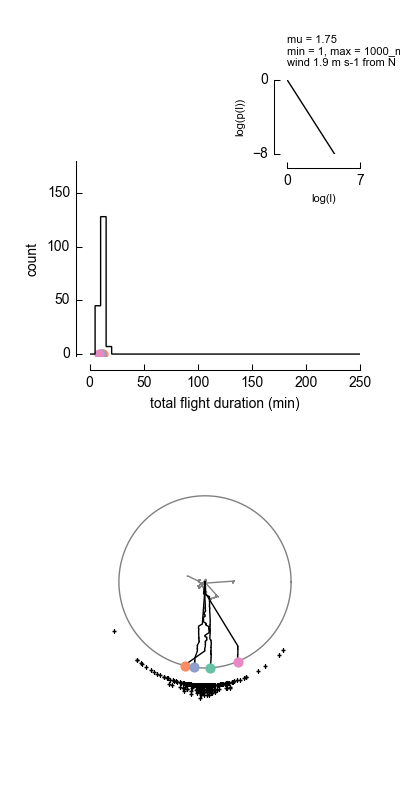 mu = 1.75
min = 1, max = 1000_m
wind 1.9 m s-1 from N
0
log(p(l))
−8
0
7
log(l)
150
count
100
50
0
0
50
100
150
200
250
total flight duration (min)